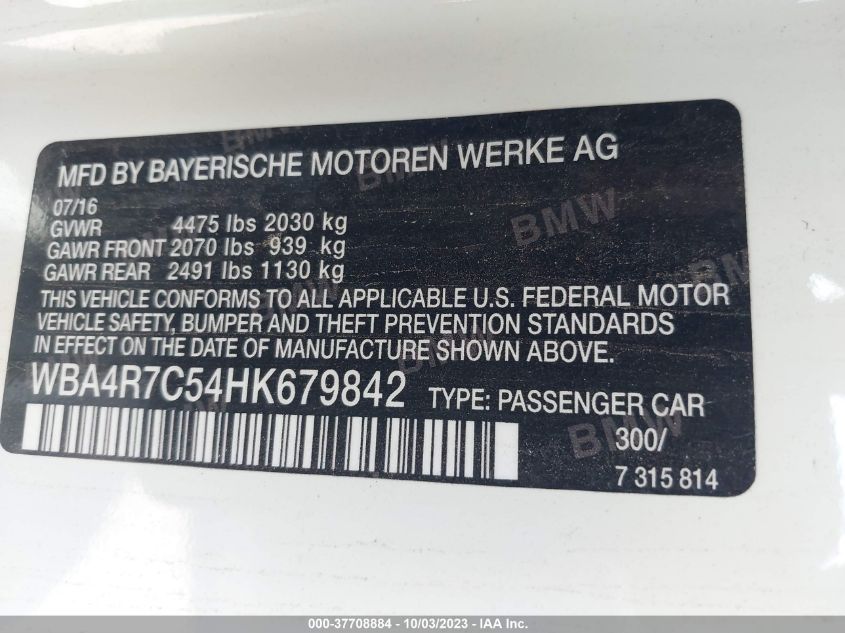 MFD BY BAYERISCHE MOTOREN WERKE AG
07/16
GVWR 4475 lbs 2030 kg
GAWR FRONT 2070 lbs 939 kg
GAWR REAR 2491 lbs 1130 kg
THIS VEHICLE CONFORMS TO ALL APPLICABLE U.S. FEDERAL MOTOR
VEHICLE SAFETY, BUMPER AND THEFT PREVENTION STANDARDS
IN EFFECT ON THE DATE OF MANUFACTURE SHOWN ABOVE.
WBA4R7C54HK679842 TYPE: PASSENGER CAR
300/
7 315 814
BMW
BMW
BMW
BMW
000-37708884 - 10/03/2023 - IAA Inc.